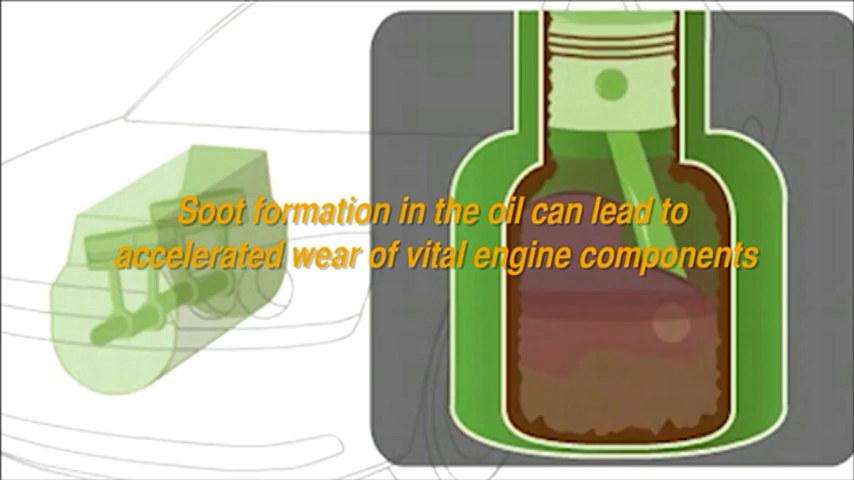 Soot formation in the oil can lead to
accelerated wear of vital engine components